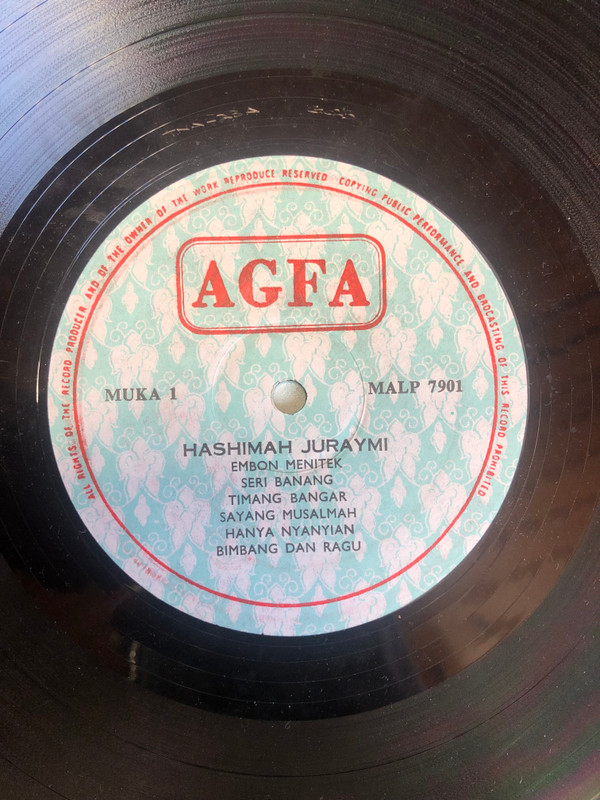 ALL RIGHTS OF THE RECORD PRODUCER AND OF THE OWNER OF THE WORK REPRODUCE RESERVED COPYING PUBLIC PERFORMANCE AND BROCASTING OF THIS RECORD PROHIBITED
AGFA
MUKA 1
MALP 7901
HASHIMAH JURAYMI
EMBON MENITEK
SERI BANANG
TIMANG BANGAR
SAYANG MUSALMAH
HANYA NYANYIAN
BIMBANG DAN RAGU